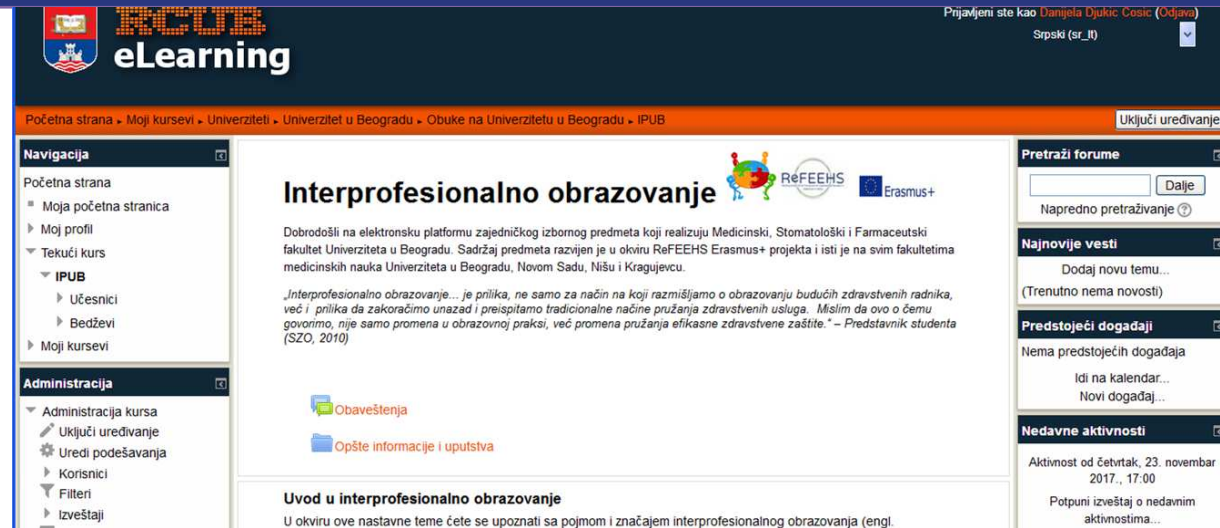 RCUB
eLearning
Prijavljeni ste kao Danijela Djukic Cosic (Odjava)
Srpski (sr_lt)
Početna strana ▸ Moji kursevi ▸ Univerziteti ▸ Univerzitet u Beogradu ▸ Obuke na Univerzitetu u Beogradu ▸ IPUB
Uključi uređivanje
Navigacija
Početna strana
Moja početna stranica
Moj profil
Tekući kurs
IPUB
Učesnici
Bedževi
Moji kursevi
Administracija
Administracija kursa
Uključi uređivanje
Uredi podešavanja
Korisnici
Filteri
Izveštaji
Interprofesionalno obrazovanje
ReFEEHS
Erasmus+
Dobrodošli na elektronsku platformu zajedničkog izbornog predmeta koji realizuju Medicinski, Stomatološki i Farmaceutski
fakultet Univerziteta u Beogradu. Sadržaj predmeta razvijen je u okviru ReFEEHS Erasmus+ projekta i isti je na svim fakultetima
medicinskih nauka Univerziteta u Beogradu, Novom Sadu, Nišu i Kragujevcu.
„Interprofesionalno obrazovanje... je prilika, ne samo za način na koji razmišljamo o obrazovanju budućih zdravstvenih radnika,
već i prilika da zakoračimo unazad i preispitamo tradicionalne načine pružanja zdravstvenih usluga. Mislim da ovo o čemu
govorimo, nije samo promena u obrazovnoj praksi, već promena pružanja efikasne zdravstvene zaštite.“ – Predstavnik studenta
(SZO, 2010)
Obaveštenja
Opšte informacije i uputstva
Uvod u interprofesionalno obrazovanje
U okviru ove nastavne teme ćete se upoznati sa pojmom i značajem interprofesionalnog obrazovanja (engl.
Pretraži forume
Dalje
Napredno pretraživanje
Najnovije vesti
Dodaj novu temu...
(Trenutno nema novosti)
Predstojeći događaji
Nema predstojećih događaja
Idi na kalendar...
Novi događaj...
Nedavne aktivnosti
Aktivnost od četvrtak, 23. novembar
2017., 17:00
Potpuni izveštaj o nedavnim
aktivnostima...